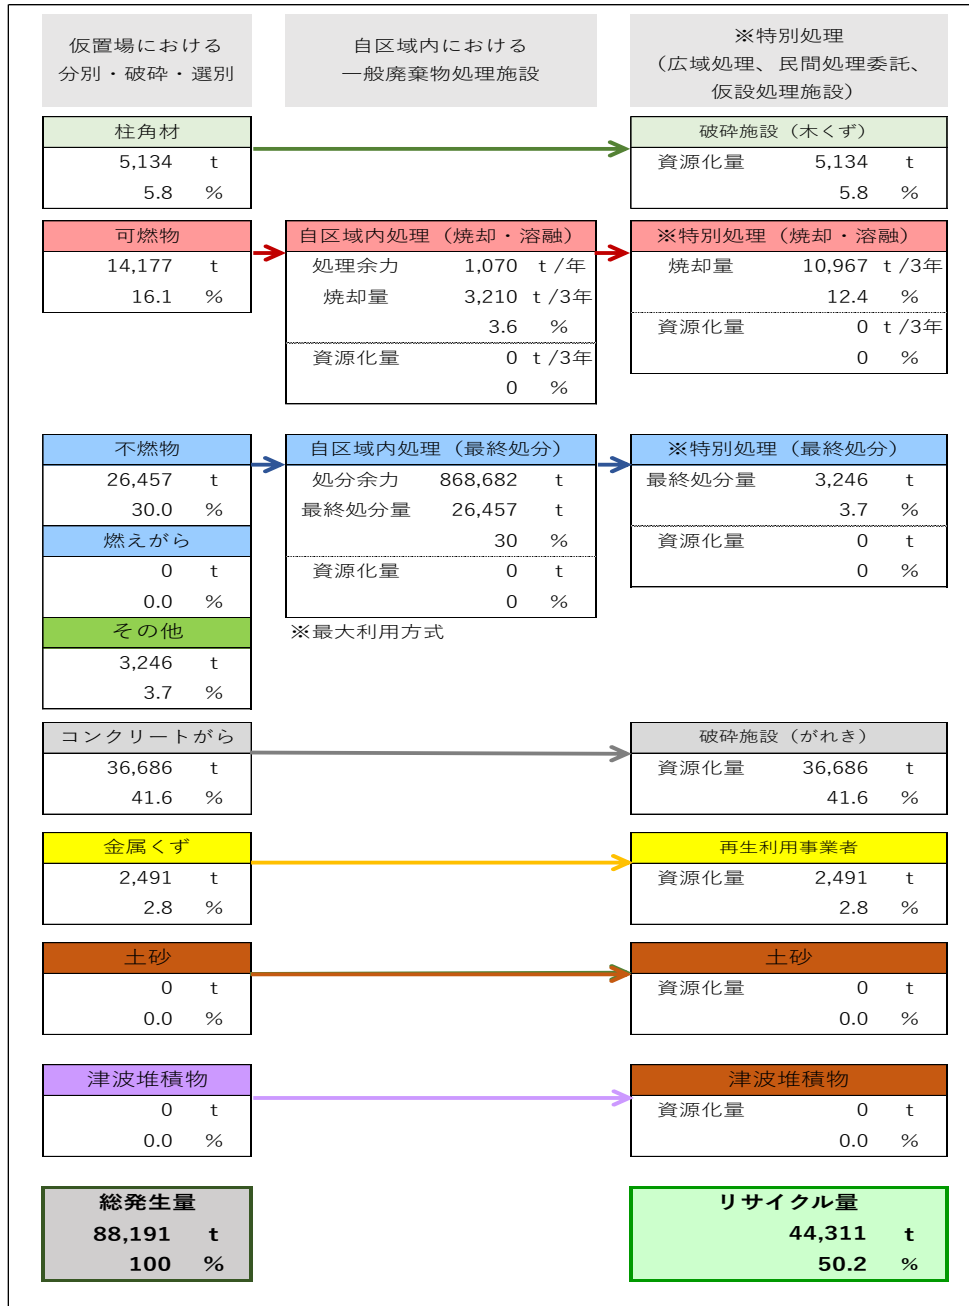 仮置場における
分別・破砕・選別
自区域内における
一般廃棄物処理施設
※特別処理
（広域処理、民間処理委託、
仮設処理施設）
柱角材
5,134 t
5.8 %
破砕施設（木くず）
資源化量 5,134 t
5.8 %
可燃物
14,177 t
16.1 %
自区域内処理（焼却・溶融）
処理余力 1,070 t/年
焼却量 3,210 t/3年
3.6 %
資源化量 0 t/3年
0 %
※特別処理（焼却・溶融）
焼却量 10,967 t/3年
12.4 %
資源化量 0 t/3年
0 %
不燃物
26,457 t
30.0 %
燃えがら
0 t
0.0 %
その他
3,246 t
3.7 %
自区域内処理（最終処分）
処分余力 868,682 t
最終処分量 26,457 t
30 %
資源化量 0 t
0 %
※最大利用方式
※特別処理（最終処分）
最終処分量 3,246 t
3.7 %
資源化量 0 t
0 %
コンクリートがら
36,686 t
41.6 %
破砕施設（がれき）
資源化量 36,686 t
41.6 %
金属くず
2,491 t
2.8 %
再生利用事業者
資源化量 2,491 t
2.8 %
土砂
0 t
0.0 %
土砂
資源化量 0 t
0.0 %
津波堆積物
0 t
0.0 %
津波堆積物
資源化量 0 t
0.0 %
総発生量
88,191 t
100 %
リサイクル量
44,311 t
50.2 %